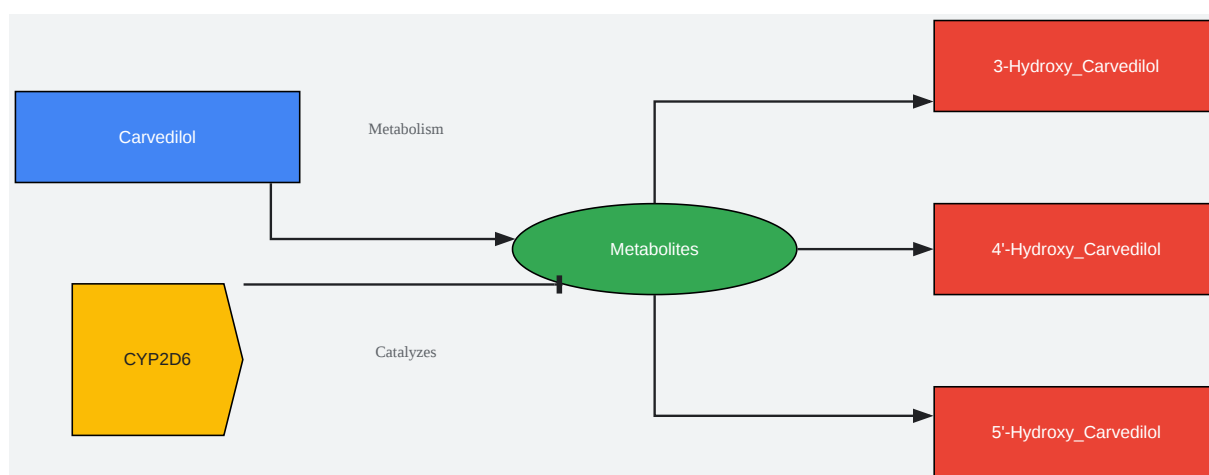 3-Hydroxy_Carvedilol
Carvedilol
Metabolism
Metabolites
4'-Hydroxy_Carvedilol
CYP2D6
Catalyzes
5'-Hydroxy_Carvedilol